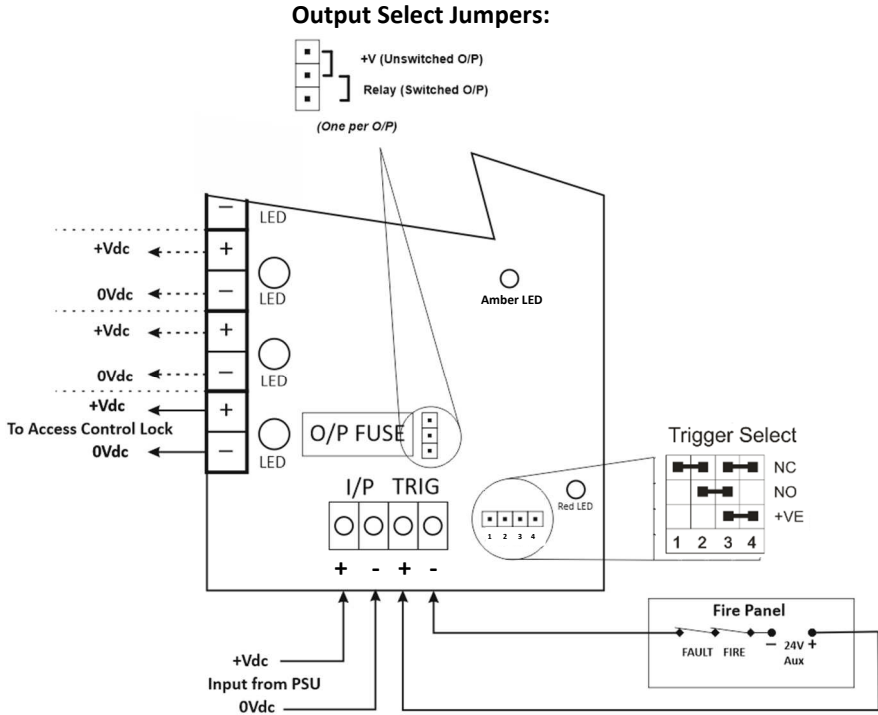 Output Select Jumpers:
+V (Unswitched O/P)
Relay (Switched O/P)
(One per O/P)
− LED
+Vdc +
0Vdc − LED
Amber LED
+Vdc +
0Vdc − LED
+Vdc +
To Access Control Lock
0Vdc − LED
O/P FUSE
Trigger Select
NC
NO
+VE
1 2 3 4
I/P TRIG
Red LED
1 2 3 4
+ - + -
Fire Panel
FAULT FIRE − 24V +
Aux
+Vdc
Input from PSU
0Vdc